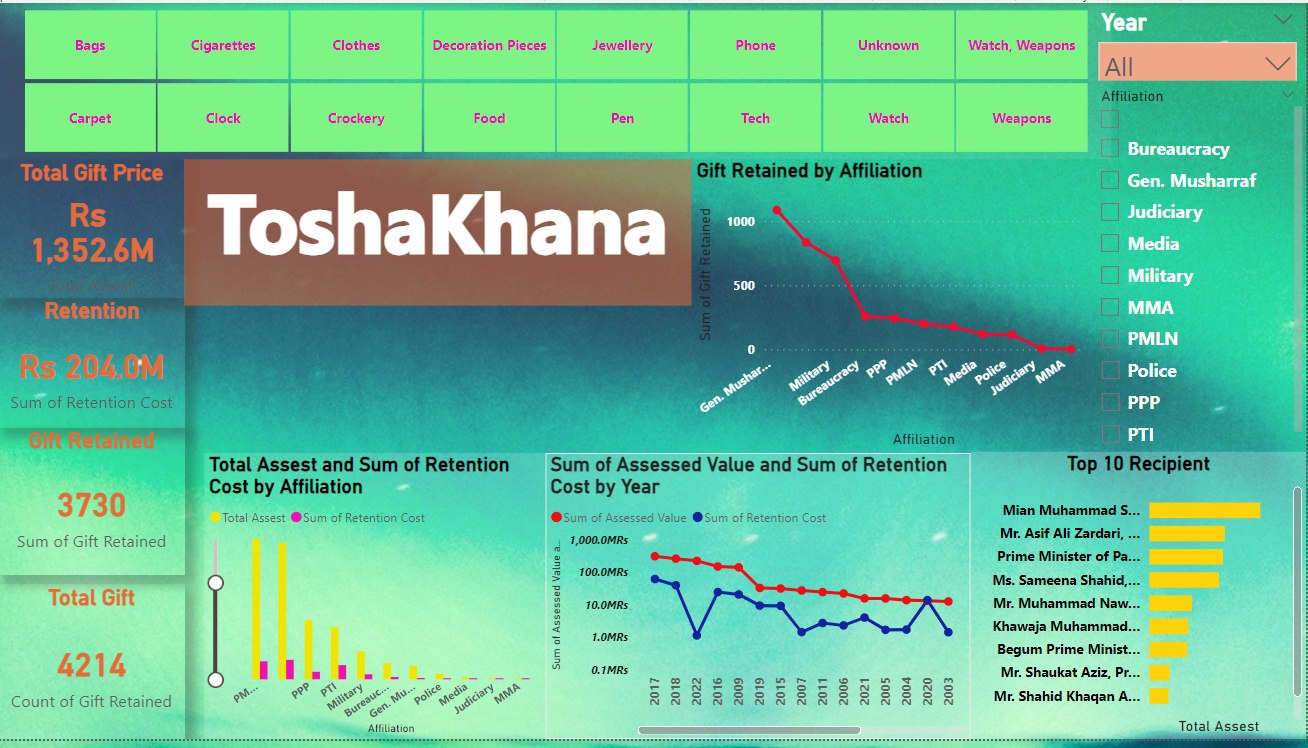 Bags
Cigarettes
Clothes
Decoration Pieces
Jewellery
Phone
Unknown
Watch, Weapons
Carpet
Clock
Crockery
Food
Pen
Tech
Watch
Weapons
Year
All
Affiliation
Bureaucracy
Gen. Musharraf
Judiciary
Media
Military
MMA
PMLN
Police
PPP
PTI
Total Gift Price
Rs
1,352.6M
Total Assest
Retention
Rs 204.0M
Sum of Retention Cost
Gift Retained
3730
Sum of Gift Retained
Total Gift
4214
Count of Gift Retained
ToshaKhana
Gift Retained by Affiliation
Sum of Gift Retained
1000
500
0
Gen. Mushar...
Military
Bureaucracy
PPP
PMLN
PTI
Media
Police
Judiciary
MMA
Affiliation
Total Assest and Sum of Retention
Cost by Affiliation
Total Assest
Sum of Retention Cost
PM...
PPP
PTI
Military
Bureauc...
Gen. Mu...
Police
Media
Judiciary
MMA
Affiliation
Sum of Assessed Value and Sum of Retention
Cost by Year
Sum of Assessed Value
Sum of Retention Cost
Sum of Assessed Value a...
1,000.0MRs
100.0MRs
10.0MRs
1.0MRs
0.1MRs
2017
2018
2022
2016
2009
2019
2015
2007
2011
2006
2021
2005
2004
2020
2003
Top 10 Recipient
Mian Muhammad S...
Mr. Asif Ali Zardari, ...
Prime Minister of Pa...
Ms. Sameena Shahid,...
Mr. Muhammad Naw...
Khawaja Muhammad...
Begum Prime Minist...
Mr. Shaukat Aziz, Pr...
Mr. Shahid Khaqan A...
Total Assest